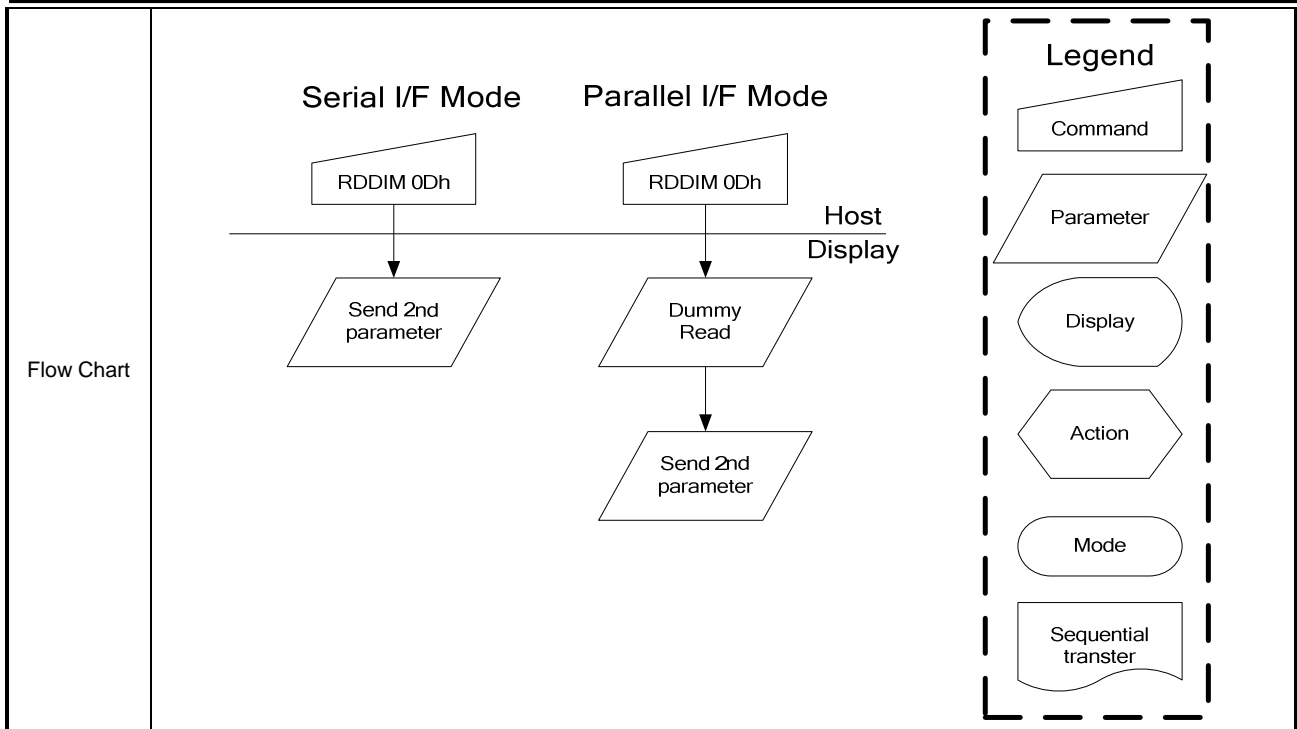 Flow Chart
Serial I/F Mode
RDDIM 0Dh
Send 2nd
parameter
Parallel I/F Mode
RDDIM 0Dh
Host
Display
Dummy
Read
Send 2nd
parameter
Legend
Command
Parameter
Display
Action
Mode
Sequential
transter